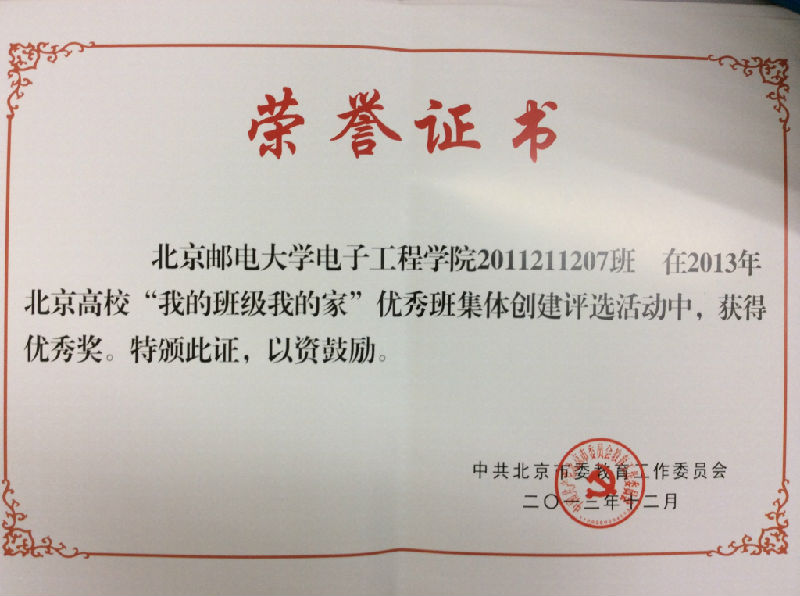 荣誉证书
北京邮电大学电子工程学院2011211207班 在2013年
北京高校“我的班级我的家”优秀班集体创建评选活动中，获得
优秀奖。特颁此证，以资鼓励。
中共北京市委教育工作委员会
二〇一三年十二月